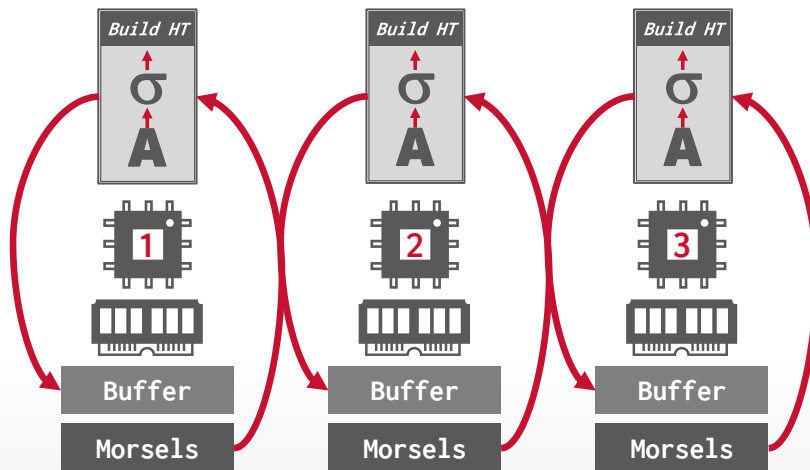 Build HT
σ
A
1
Buffer
Morsels
Build HT
σ
A
2
Buffer
Morsels
Build HT
σ
A
3
Buffer
Morsels